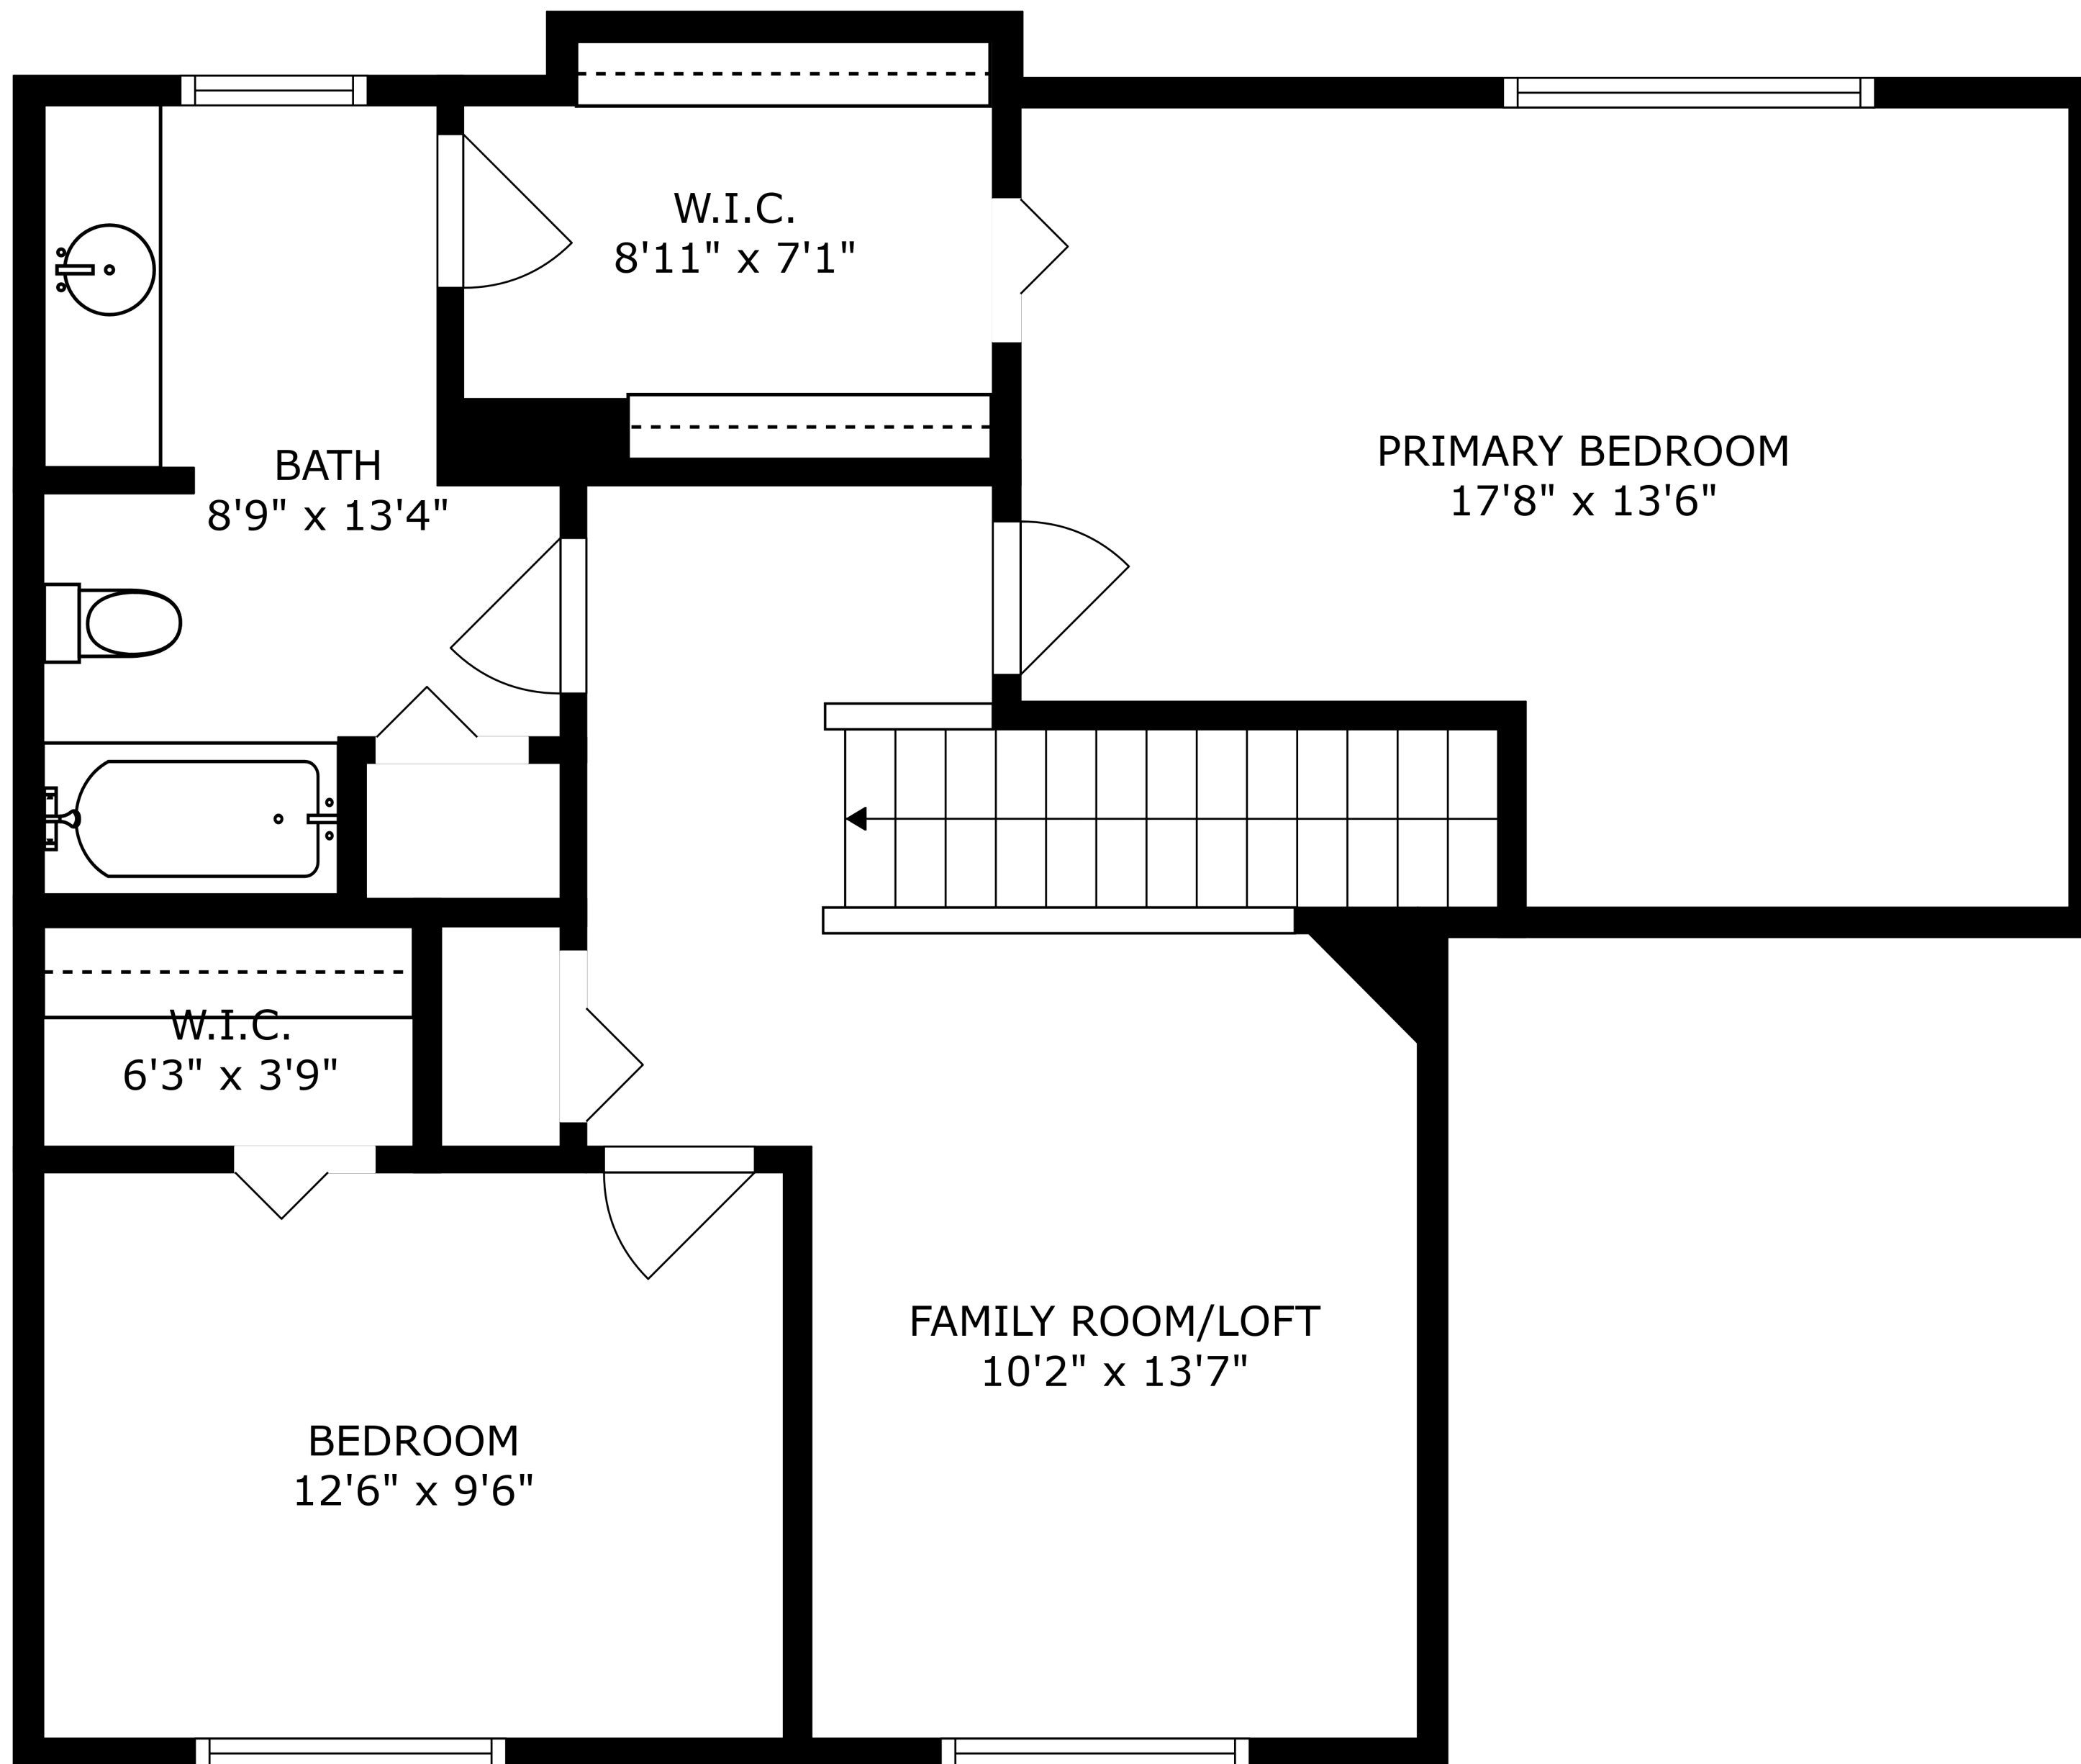 W.I.C.
8'11" x 7'1"
BATH
8'9" x 13'4"
PRIMARY BEDROOM
17'8" x 13'6"
W.I.C.
6'3" x 3'9"
FAMILY ROOM/LOFT
10'2" x 13'7"
BEDROOM
12'6" x 9'6"